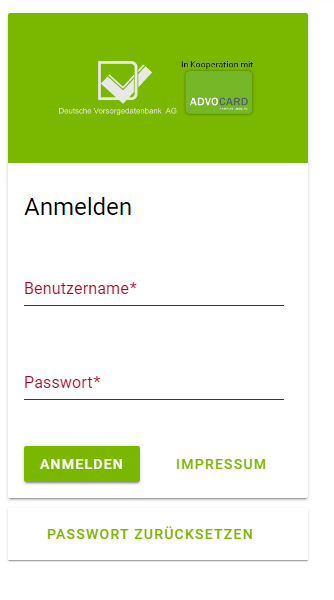 In Kooperation mit
Deutsche Vorsorgedatenbank AG
ADVOCARD
Anmelden
Benutzername*
Passwort*
ANMELDEN
IMPRESSUM
PASSWORT ZURÜCKSETZEN